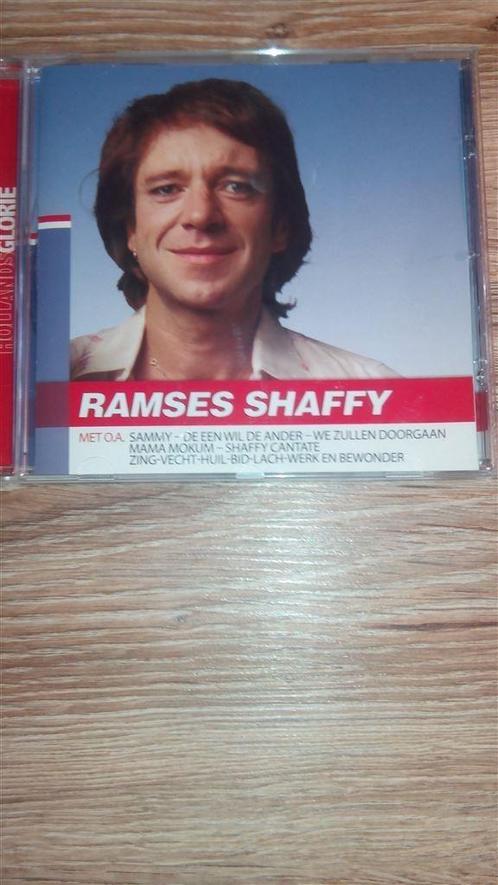 HOLLANDS GLORIE
RAMSES SHAFFY
MET O.A. SAMMY – DE EEN WIL DE ANDER – WE ZULLEN DOORGAAN
MAMA MOKUM – SHAFFY CANTATE
ZING-VECHT-HUIL-BID-LACH-WERK EN BEWONDER